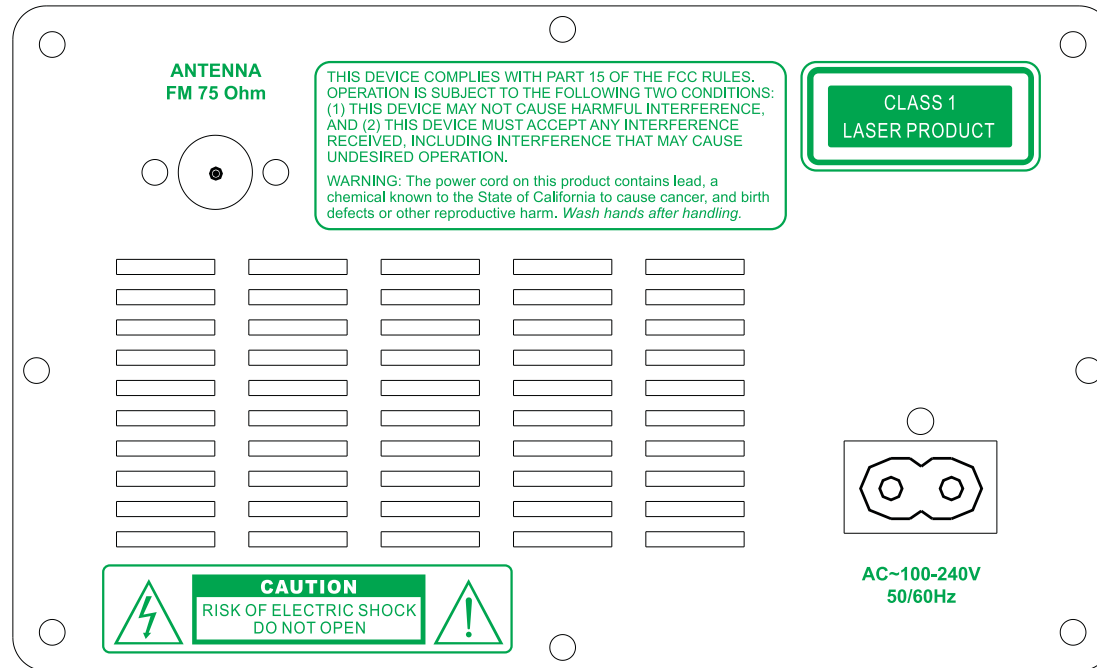 ANTENNA
FM 75 Ohm
THIS DEVICE COMPLIES WITH PART 15 OF THE FCC RULES.
OPERATION IS SUBJECT TO THE FOLLOWING TWO CONDITIONS:
(1) THIS DEVICE MAY NOT CAUSE HARMFUL INTERFERENCE,
AND (2) THIS DEVICE MUST ACCEPT ANY INTERFERENCE
RECEIVED, INCLUDING INTERFERENCE THAT MAY CAUSE
UNDESIRED OPERATION.
WARNING: The power cord on this product contains lead, a
chemical known to the State of California to cause cancer, and birth
defects or other reproductive harm. Wash hands after handling.
CLASS 1
LASER PRODUCT
AC~100-240V
50/60Hz
CAUTION
RISK OF ELECTRIC SHOCK
DO NOT OPEN